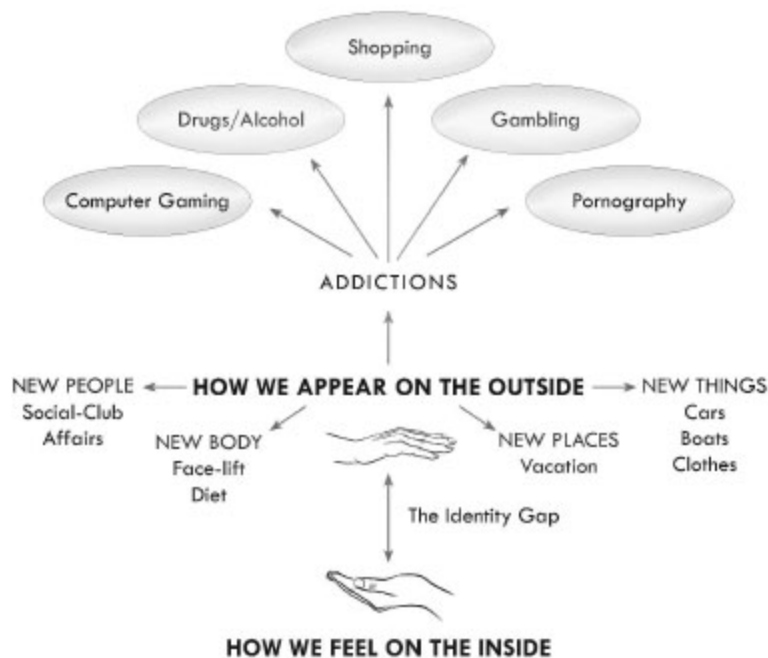 Shopping
Drugs/Alcohol
Gambling
Computer Gaming
Pornography
ADDICTIONS
NEW PEOPLE
Social-Club
Affairs
HOW WE APPEAR ON THE OUTSIDE
NEW THINGS
Cars
Boats
Clothes
NEW BODY
Face-lift
Diet
NEW PLACES
Vacation
The Identity Gap
HOW WE FEEL ON THE INSIDE